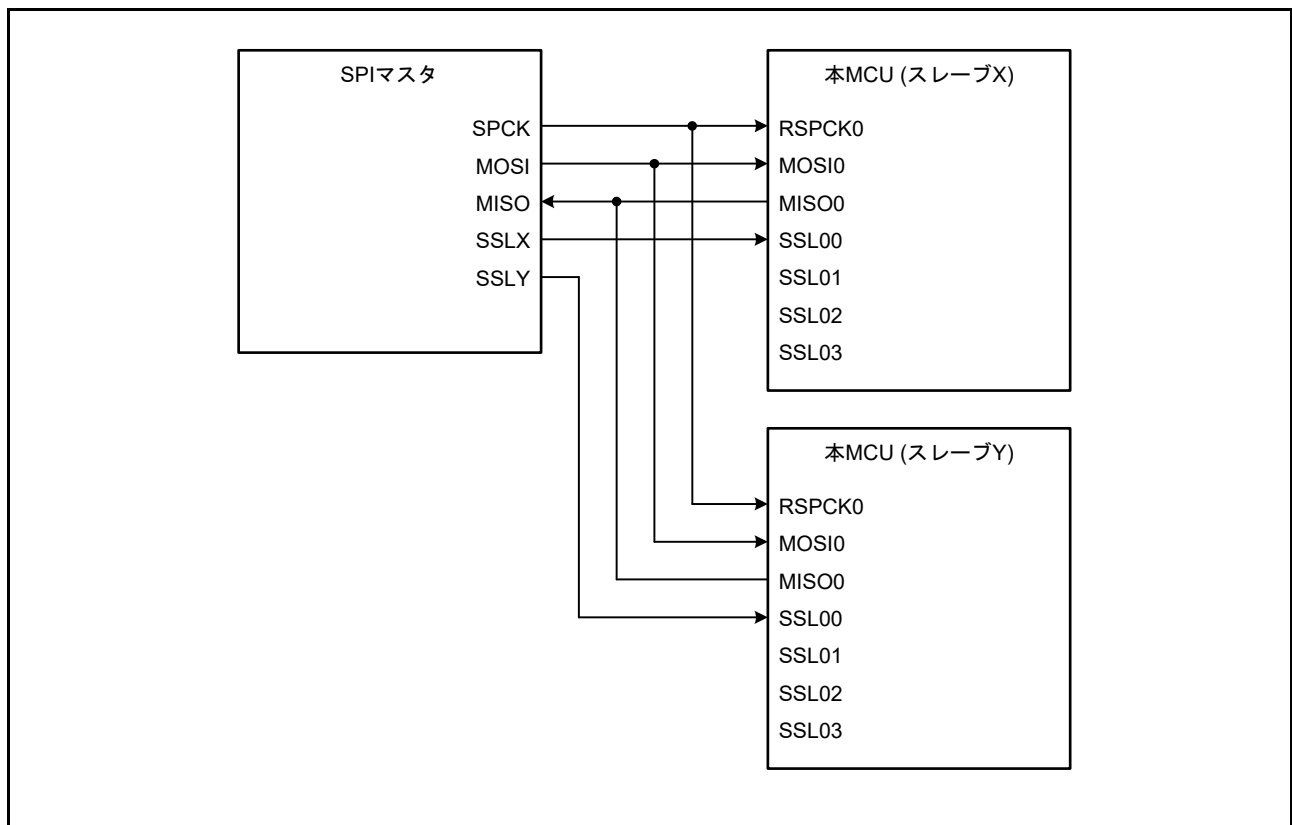 SPIマスタ
SPCK
MOSI
MISO
SSLX
SSLY
本MCU (スレーブX)
RSPCK0
MOSI0
MISO0
SSL00
SSL01
SSL02
SSL03
本MCU (スレーブY)
RSPCK0
MOSI0
MISO0
SSL00
SSL01
SSL02
SSL03